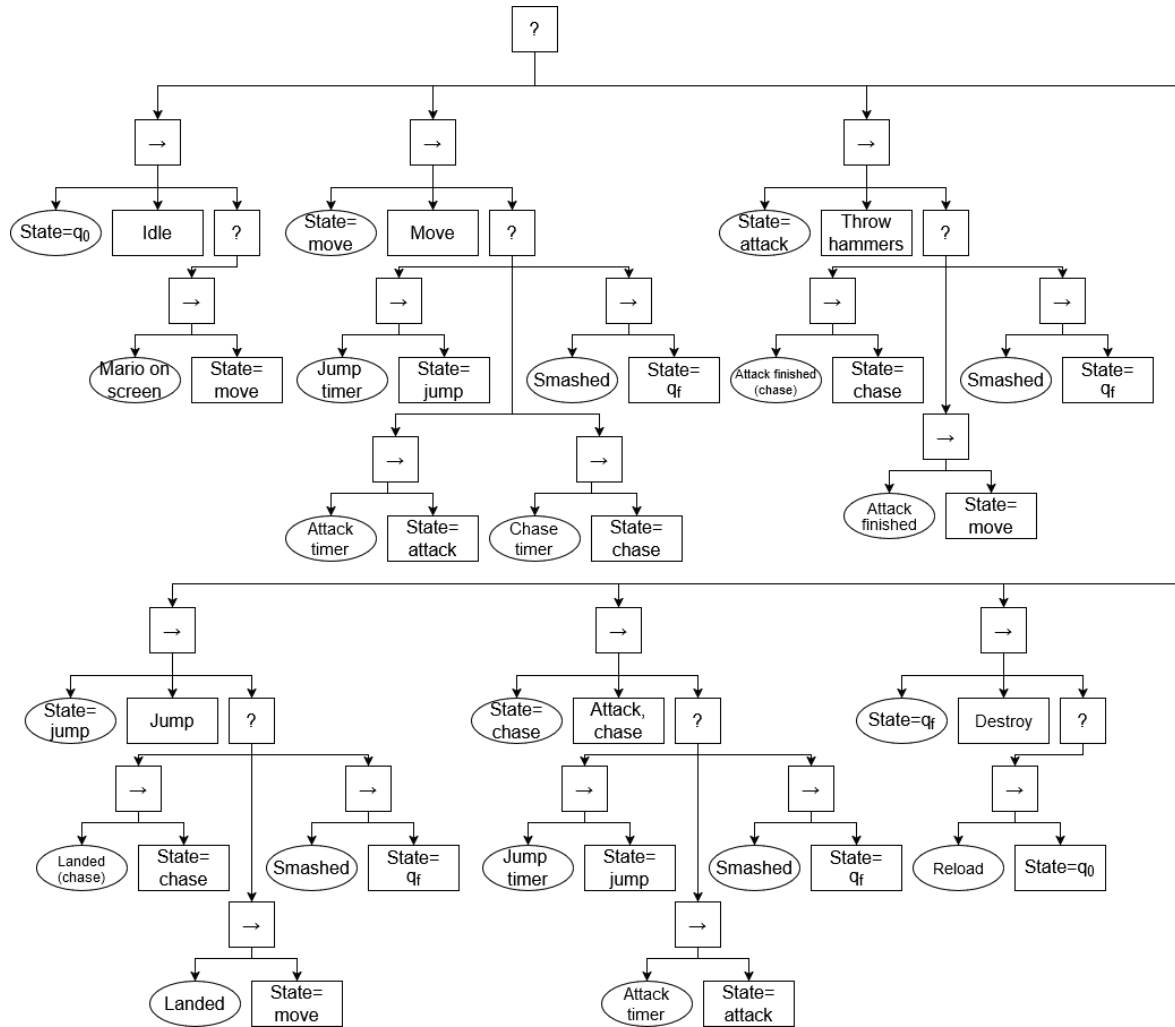 ?
→
→
→
State=q0
Idle
?
State=
move
Move
?
State=
attack
Throw
hammers
?
→
→
→
→
→
Mario on
screen
State=
move
Jump
timer
State=
jump
Smashed
State=
qf
Attack finished
(chase)
State=
chase
Smashed
State=
qf
→
→
→
Attack
timer
State=
attack
Chase
timer
State=
chase
Attack
finished
State=
move
→
→
→
State=
jump
Jump
?
State=
chase
Attack,
chase
?
State=qf
Destroy
?
→
→
→
→
→
Landed
(chase)
State=
chase
Smashed
State=
qf
Jump
timer
State=
jump
Smashed
State=
qf
Reload
State=q0
→
→
Landed
State=
move
Attack
timer
State=
attack